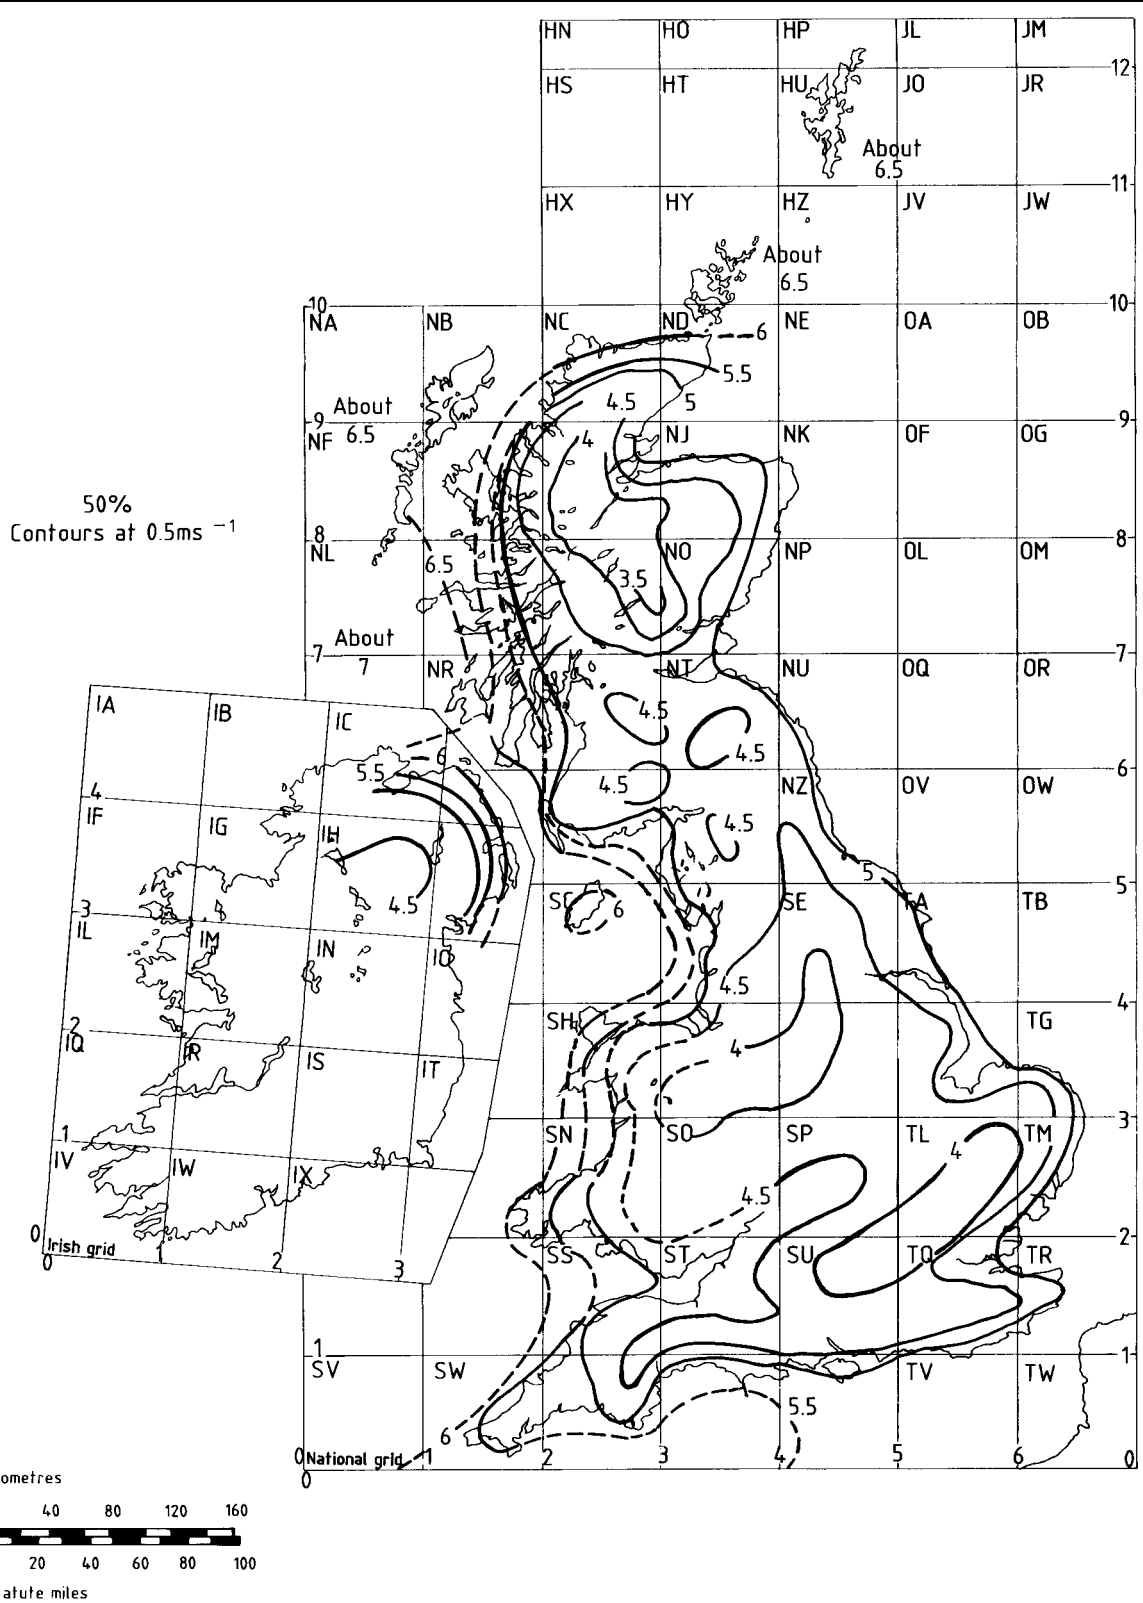 HN HO HP JL JM
12
HS HT HU JO JR
About
6.5
11
HX HY HZ JV JW
About
6.5
10 10
NA NB NC ND NE OA OB
6
5.5
About
6.5
4.5 5
9 9
NF NJ NK OF OG
4
50%
Contours at 0.5ms −1
8 8
NL NO NP OL OM
6.5
3.5
About
7
7 7
NR NT NU OQ OR
IA IB IC
4.5
4.5
6
5.5
6
4.5
NZ OV OW
4
IF IG IH
4.5
5
5
4.5
SC 6 SE TA TB
3
IL IM IN IO
4.5
4
2
SH TG
IQ IR IS IT
4
3
1
SN SO SP TL TM
IV IW IX
4
4.5
2
0
Irish grid
0 1 2 3
SS ST SU TQ TR
1 1
SV SW TV TW
5.5
6
0 National grid 1 2 3 4 5 6 0
0
ometres
40 80 120 160
20 40 60 80 100
atute miles